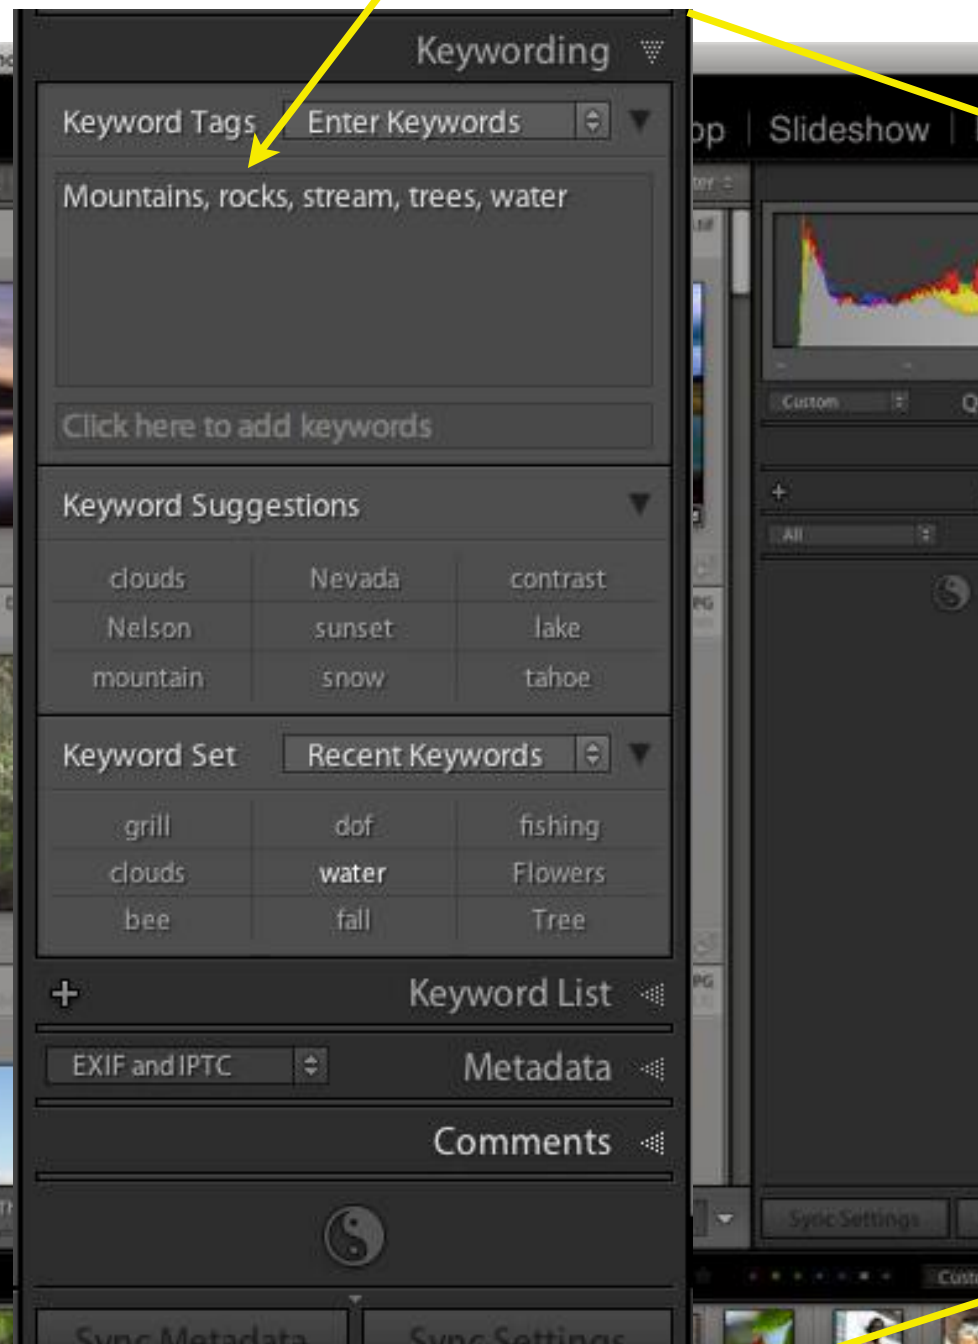 Keywording
Keyword Tags Enter Keywords
Mountains, rocks, stream, trees, water
Click here to add keywords
Keyword Suggestions
clouds Nevada contrast
Nelson sunset lake
mountain snow tahoe
Keyword Set Recent Keywords
grill dof fishing
clouds water Flowers
bee fall Tree
Keyword List
EXIF and IPTC Metadata
Comments
Sync Metadata Sync Settings
Slideshow
Custom
All
Sync Settings